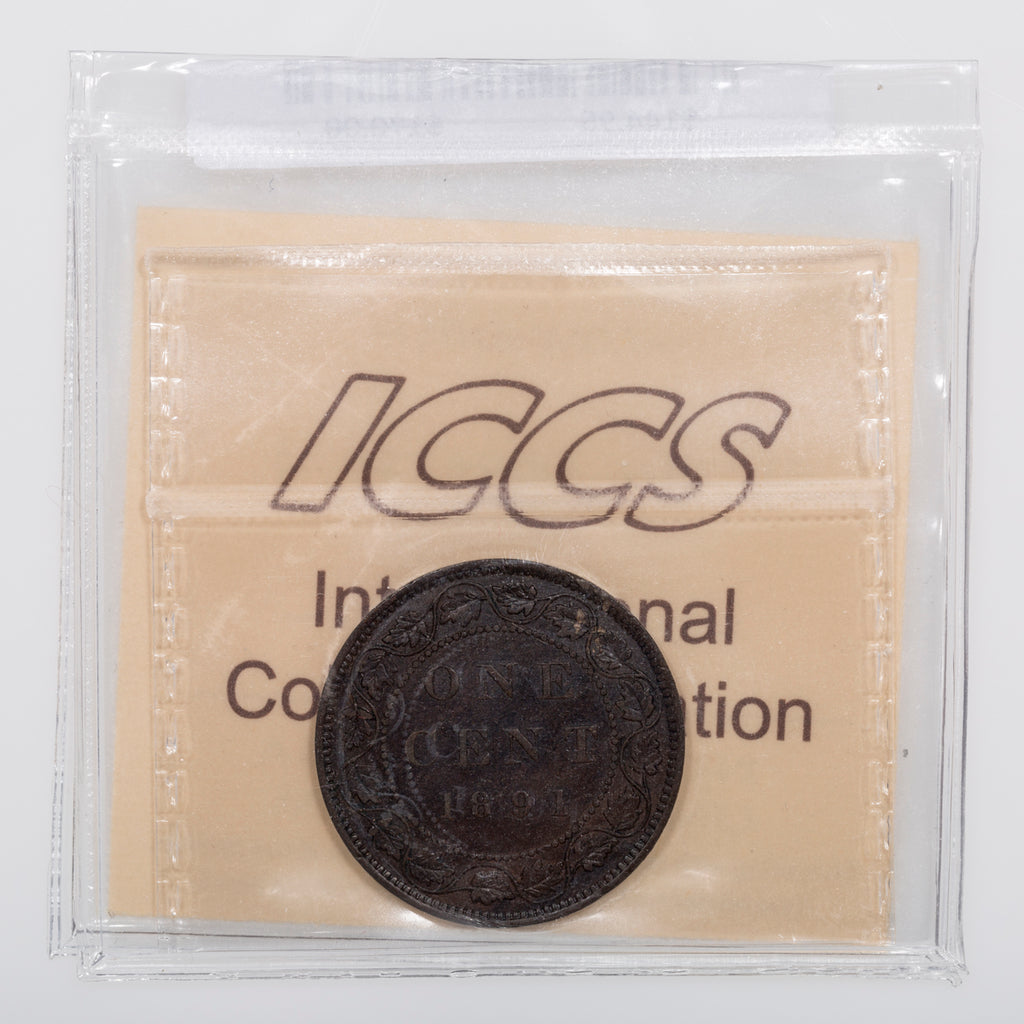 ICCS
Int nal
Co tion
ONE
CENT
1891